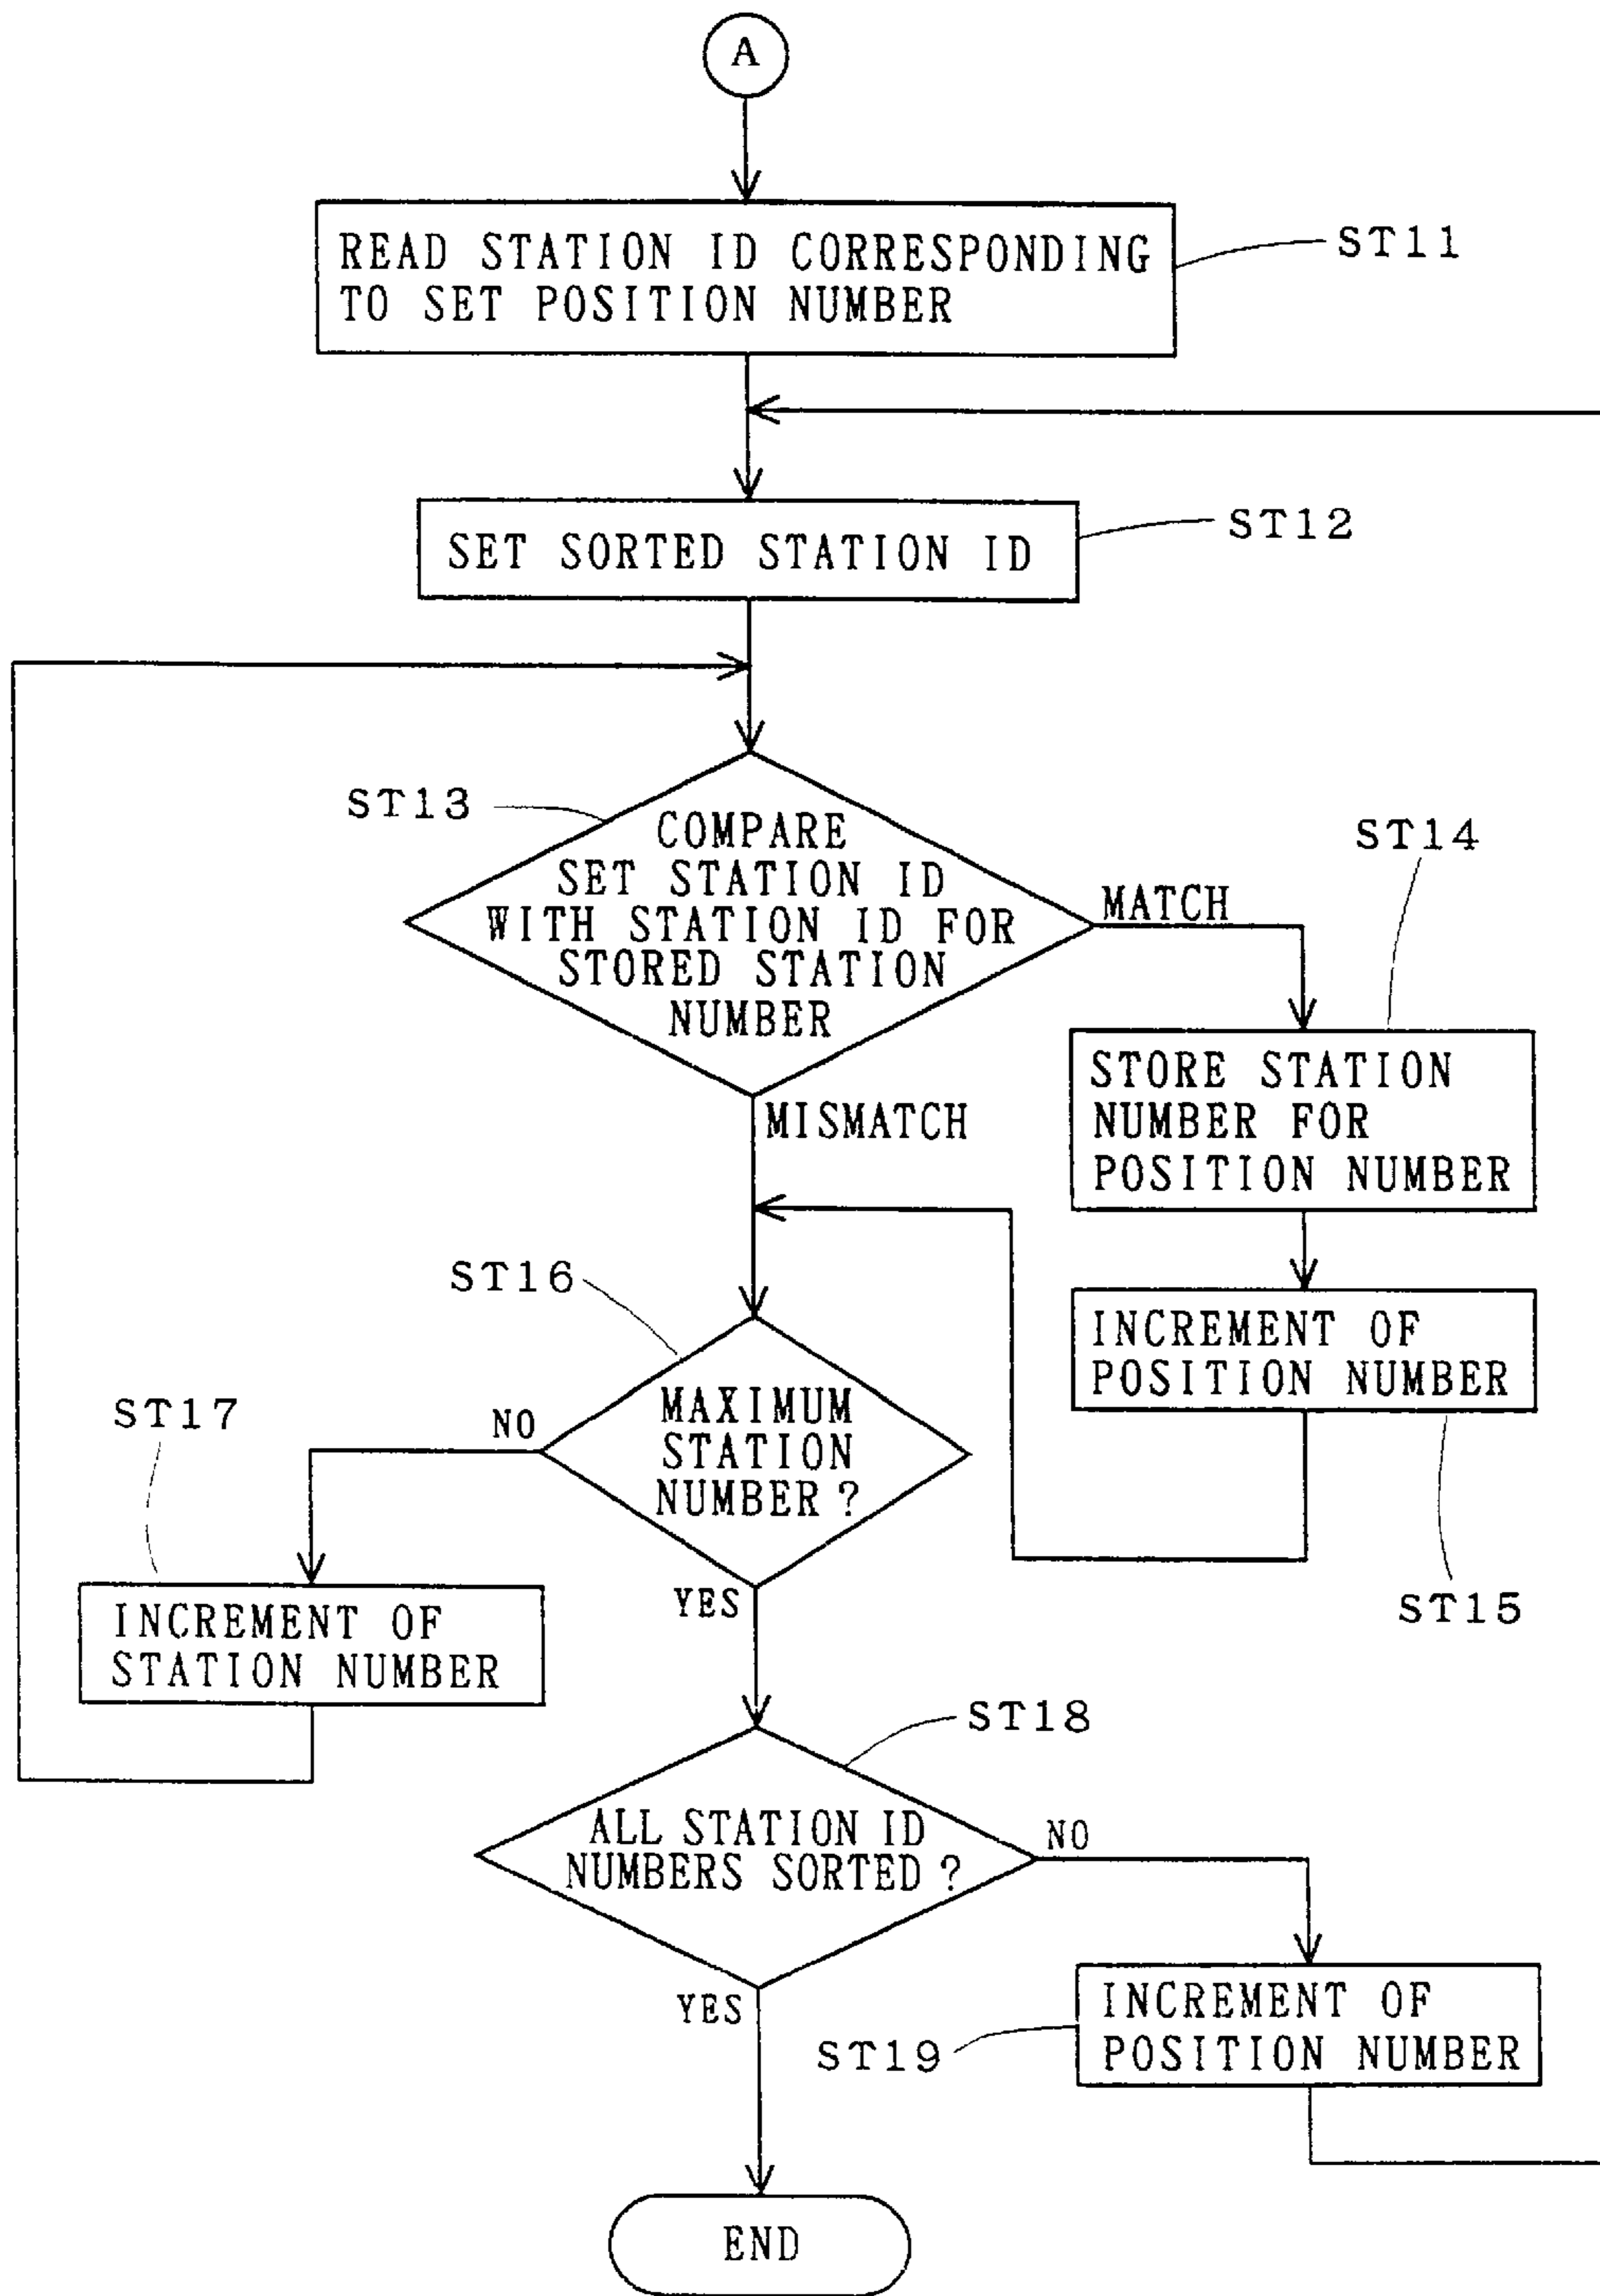 A
READ STATION ID CORRESPONDING
TO SET POSITION NUMBER
ST11
SET SORTED STATION ID
ST12
ST13
COMPARE
SET STATION ID
WITH STATION ID FOR
STORED STATION
NUMBER
MATCH
ST14
STORE STATION
NUMBER FOR
POSITION NUMBER
MISMATCH
INCREMENT OF
POSITION NUMBER
ST15
ST16
MAXIMUM
STATION
NUMBER ?
NO
ST17
INCREMENT OF
STATION NUMBER
YES
ST18
ALL STATION ID
NUMBERS SORTED ?
NO
INCREMENT OF
POSITION NUMBER
ST19
YES
END